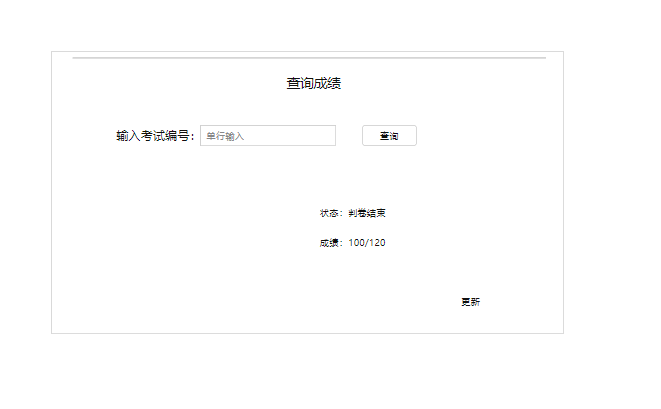 查询成绩
输入考试编号： 单行输入 查询
状态：判卷结束
成绩：100/120
更新